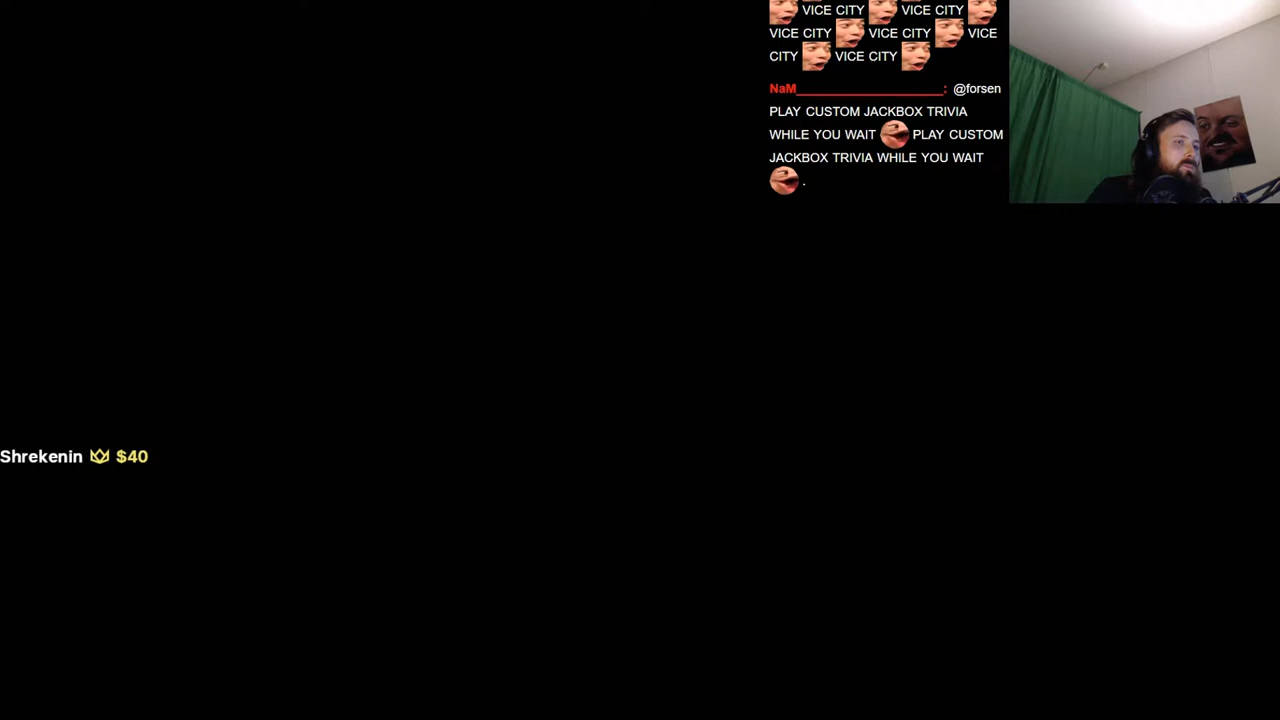 VICE CITY VICE CITY
VICE CITY VICE CITY VICE
CITY VICE CITY
NaM____________________: @forsen
PLAY CUSTOM JACKBOX TRIVIA
WHILE YOU WAIT PLAY CUSTOM
JACKBOX TRIVIA WHILE YOU WAIT
.
Shrekenin $40